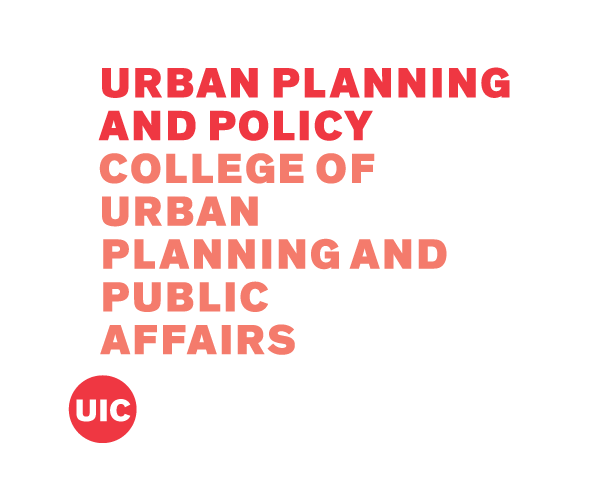 URBAN PLANNING
AND POLICY
COLLEGE OF
URBAN
PLANNING AND
PUBLIC
AFFAIRS
UIC